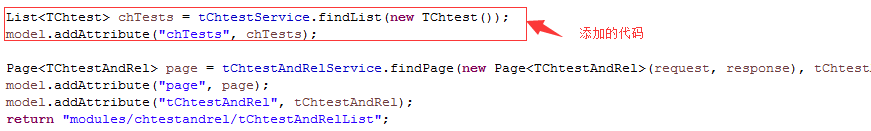 List<TChtest> chTests = tChtestService.findList(new TChtest());
model.addAttribute("chTests", chTests);
添加的代码
Page<TChtestAndRel> page = tChtestAndRelService.findPage(new Page<TChtestAndRel>(request, response), tChtest
model.addAttribute("page", page);
model.addAttribute("tChtestAndRel", tChtestAndRel);
return "modules/chtestandrel/tChtestAndRelList";